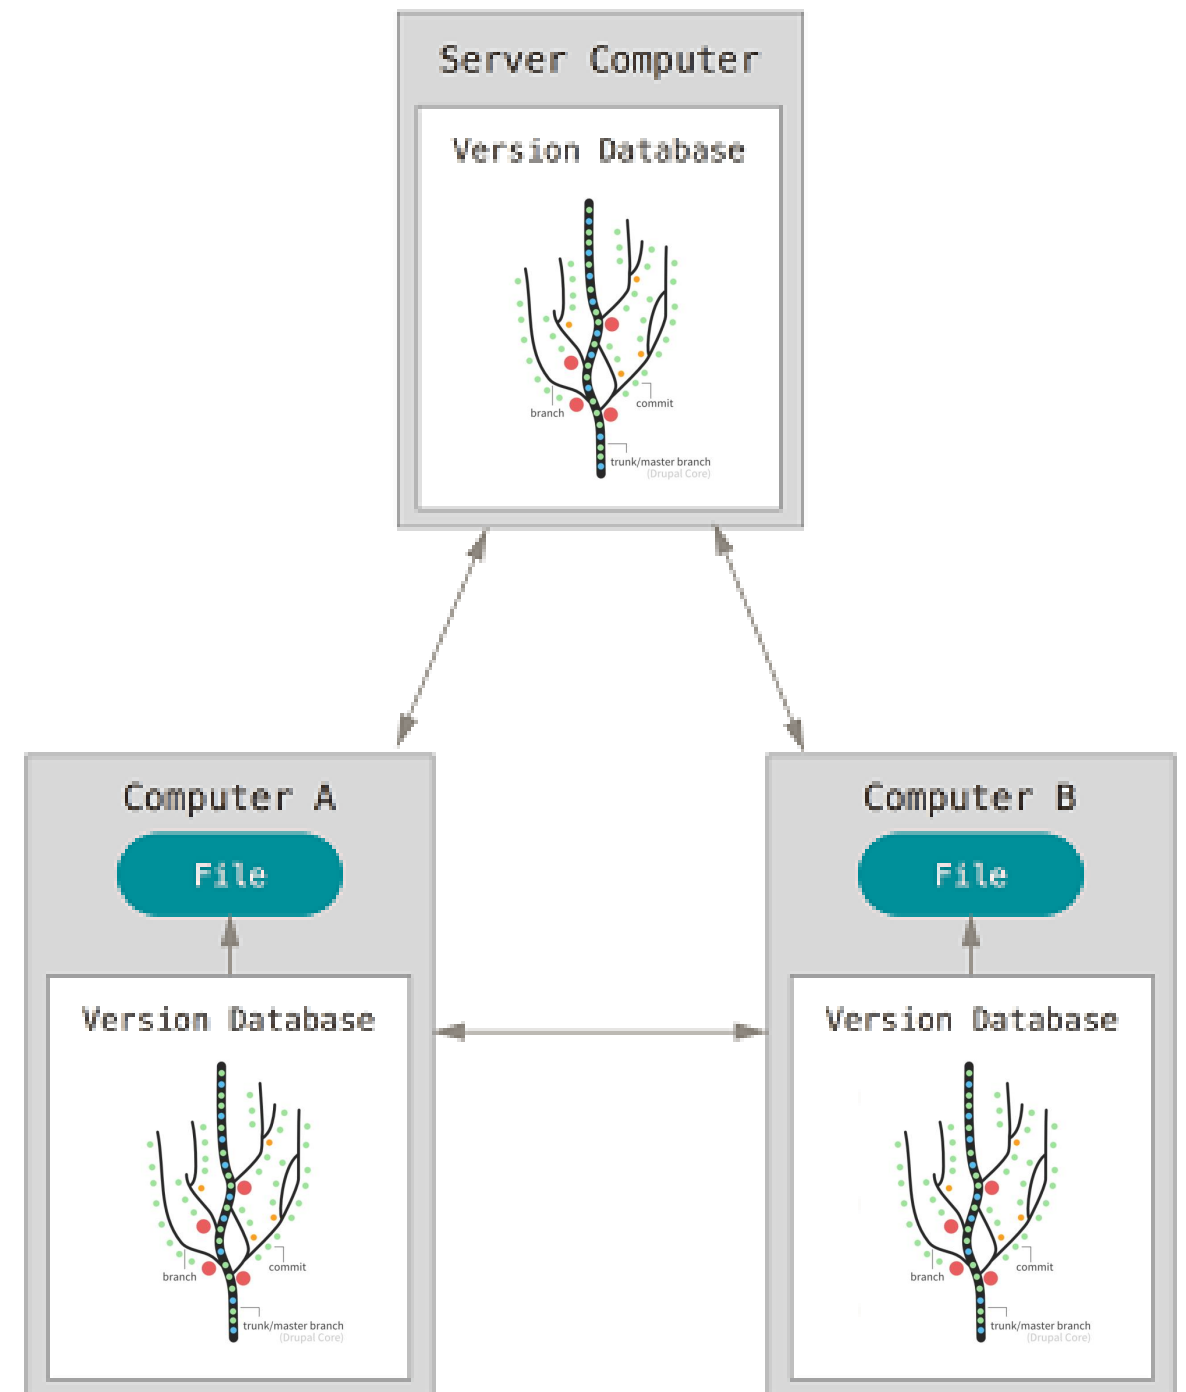 Server Computer
Version Database
branch
commit
trunk/master branch
(Drupal Core)
Computer A
File
Version Database
branch
commit
trunk/master branch
(Drupal Core)
Computer B
File
Version Database
branch
commit
trunk/master branch
(Drupal Core)